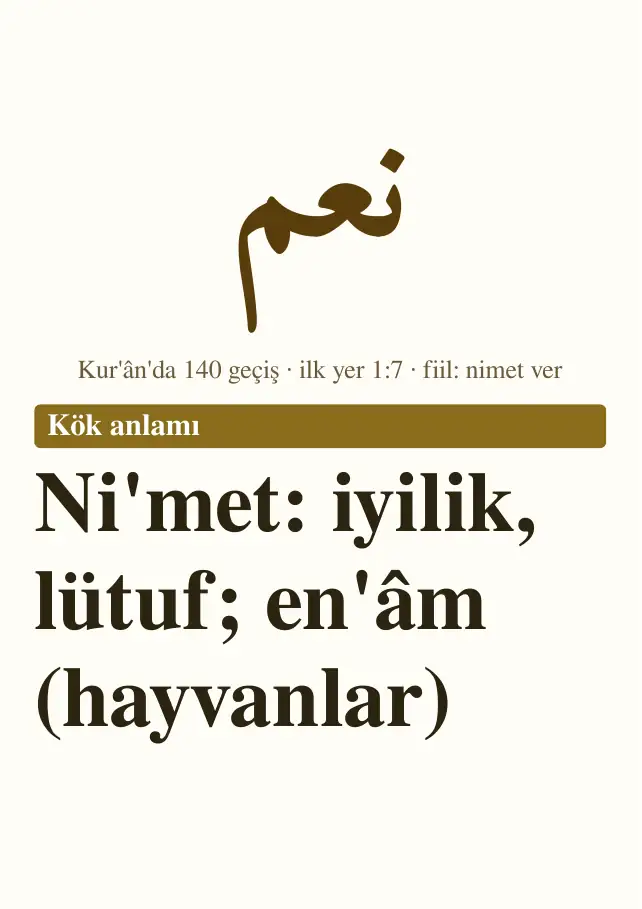 نعم
Kur'ân'da 140 geçiş · ilk yer 1:7 · fiil: nimet ver
Kök anlamı
Ni'met: iyilik,
lütuf; en'âm
(hayvanlar)